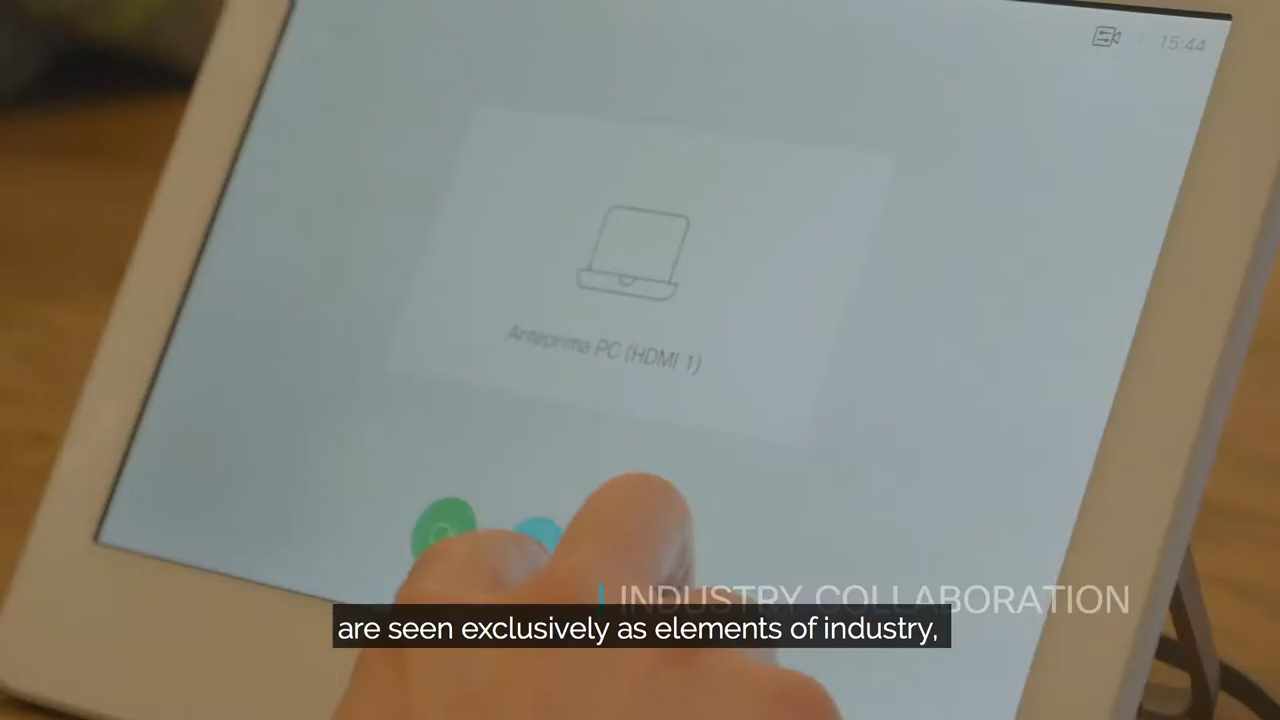 15:44
Anteprima PC (HDMI 1)
INDUSTRY COLLABORATION
are seen exclusively as elements of industry,